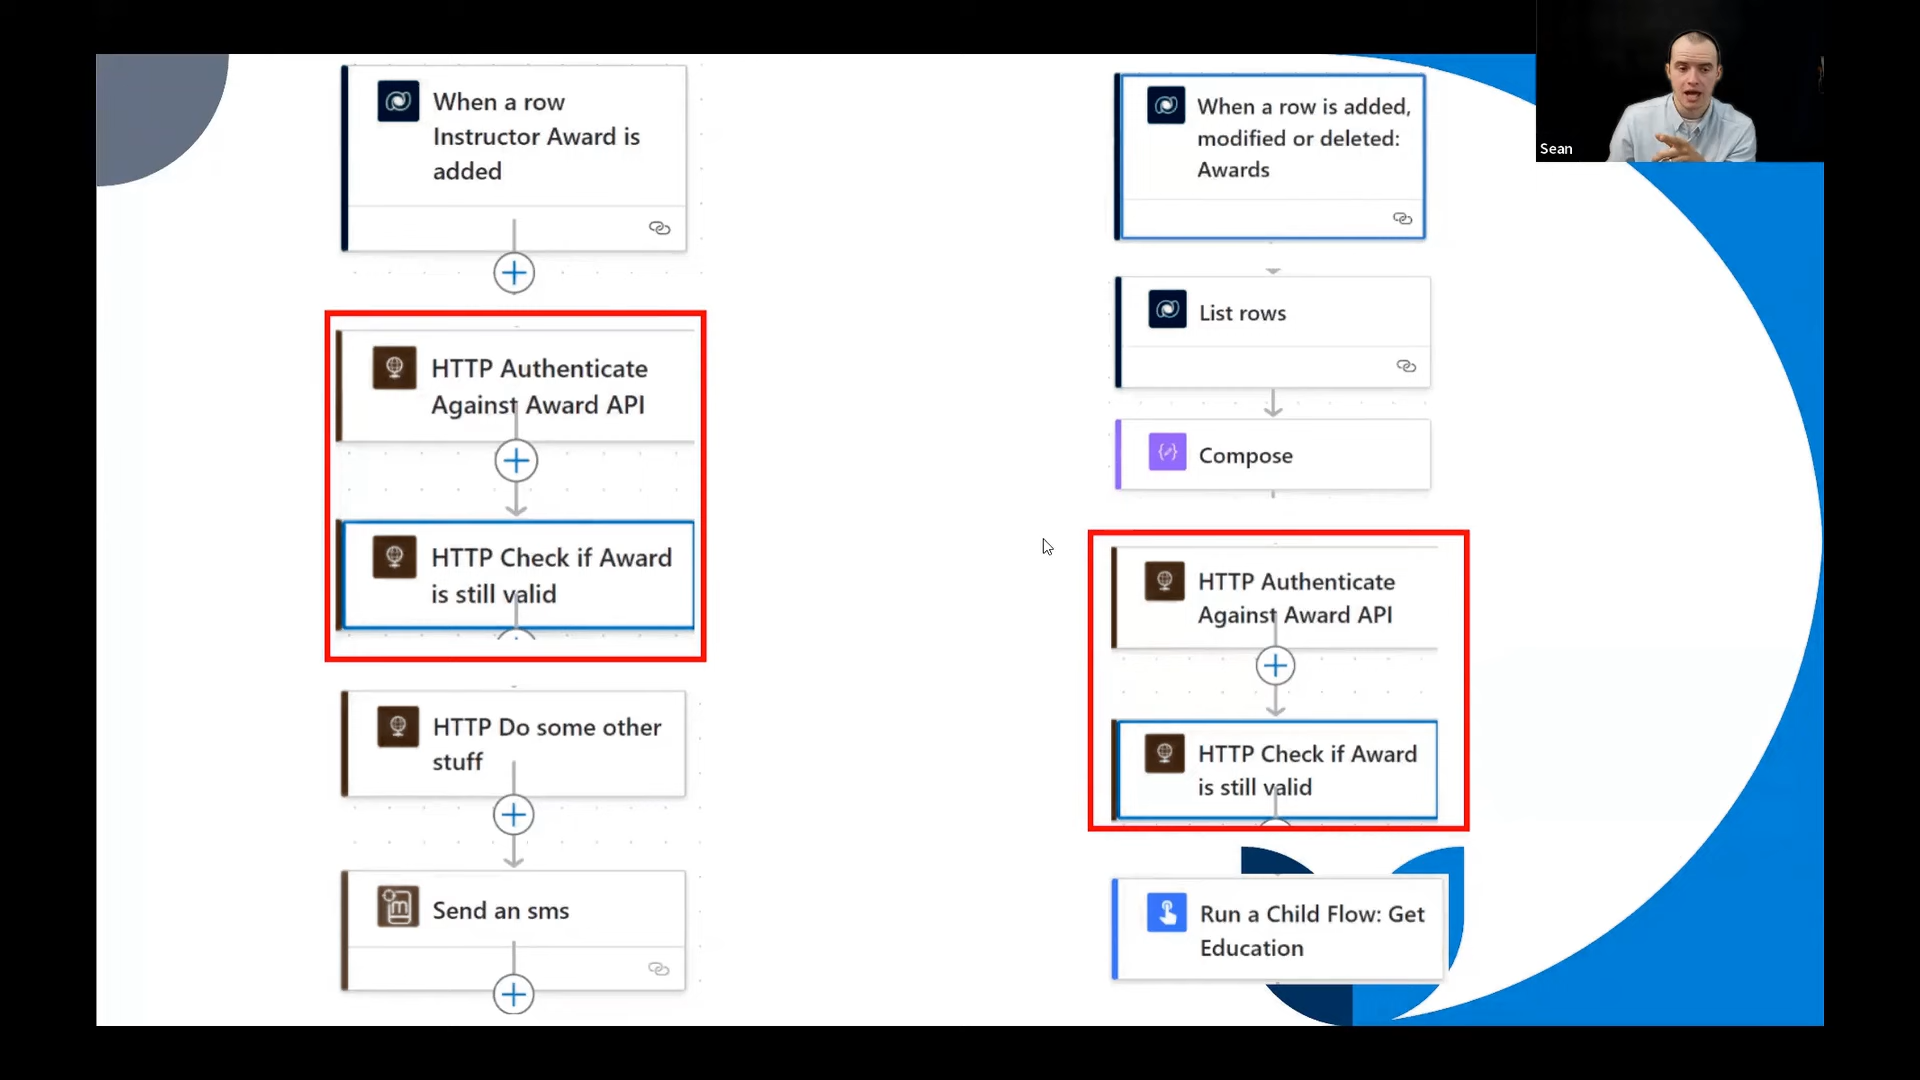 When a row
Instructor Award is
added
HTTP Authenticate
Against Award API
HTTP Check if Award
is still valid
HTTP Do some other
stuff
Send an sms
When a row is added,
modified or deleted:
Awards
List rows
Compose
HTTP Authenticate
Against Award API
HTTP Check if Award
is still valid
Run a Child Flow: Get
Education
Sean